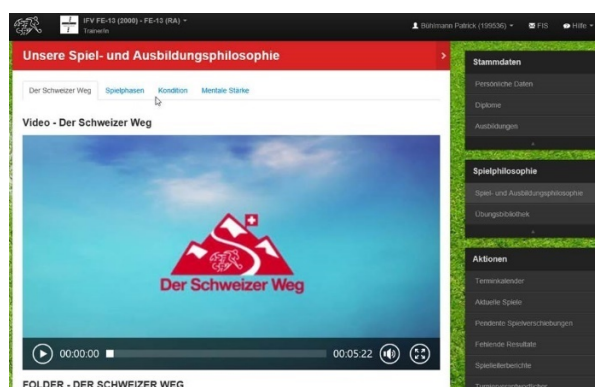 IFV FE-13 (2000) - FE-13 (RA)
TrainerIn
Bühlmann Patrick (199536)
FIS
Hilfe
Unsere Spiel- und Ausbildungsphilosophie
Der Schweizer Weg
Spielphasen
Kondition
Mentale Stärke
Video - Der Schweizer Weg
Der Schweizer Weg
00:00:00
00:05:22
FOLDER - DER SCHWEIZER WEG
Stammdaten
Persönliche Daten
Diplome
Ausbildungen
Spielphilosophie
Spiel- und Ausbildungsphilosophie
Übungsbibliothek
Aktionen
Terminkalender
Aktuelle Spiele
Pendente Spielverschiebungen
Fehlende Resultate
Spielleiterberichte